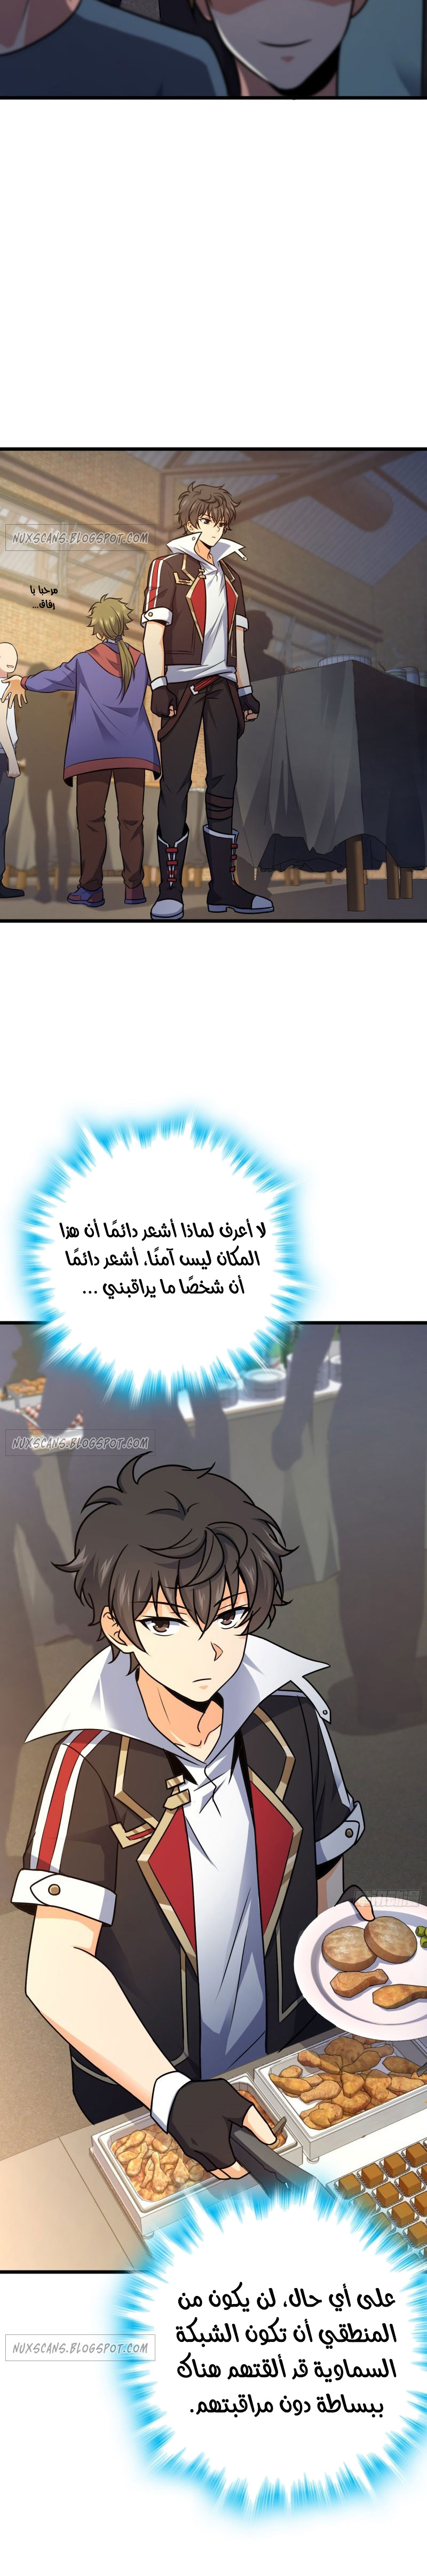 NUXSCANS.BLOGSPOT.COM
مرحبا يا
رفاق...
لا أعرف لماذا أشعر دائمًا أن هذا
المكان ليس آمنًا، أشعر دائمًا
أن شخصًا ما يراقبني ...
NUXSCANS.BLOGSPOT.COM
على أي حال، لن يكون من
المنطقي أن تكون الشبكة
NUXSCANS.BLOGSPOT.COM
السماوية قد ألقتهم هناك
ببساطة دون مراقبتهم.